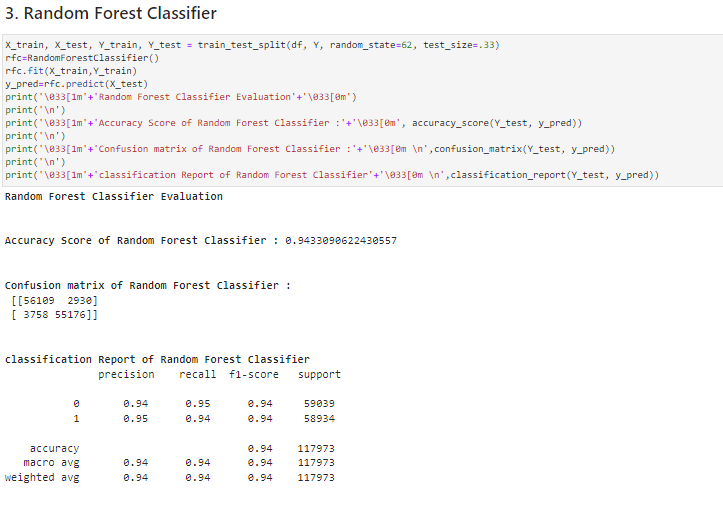 3. Random Forest Classifier
X_train, X_test, Y_train, Y_test = train_test_split(df, Y, random_state=62, test_size=.33)
rfc=RandomForestClassifier()
rfc.fit(X_train,Y_train)
y_pred=rfc.predict(X_test)
print('\033[1m'+'Random Forest Classifier Evaluation'+'\033[0m')
print('\n')
print('\033[1m'+'Accuracy Score of Random Forest Classifier :'+'\033[0m', accuracy_score(Y_test, y_pred))
print('\n')
print('\033[1m'+'Confusion matrix of Random Forest Classifier :'+'\033[0m \n',confusion_matrix(Y_test, y_pred))
print('\n')
print('\033[1m'+'classification Report of Random Forest Classifier'+'\033[0m \n',classification_report(Y_test, y_pred))
Random Forest Classifier Evaluation
Accuracy Score of Random Forest Classifier : 0.9433090622430557
Confusion matrix of Random Forest Classifier :
[[56109  2930]
[ 3758 55176]]
classification Report of Random Forest Classifier
precision    recall  f1-score   support
0       0.94      0.95      0.94     59039
1       0.95      0.94      0.94     58934
accuracy                           0.94    117973
macro avg       0.94      0.94      0.94    117973
weighted avg       0.94      0.94      0.94    117973